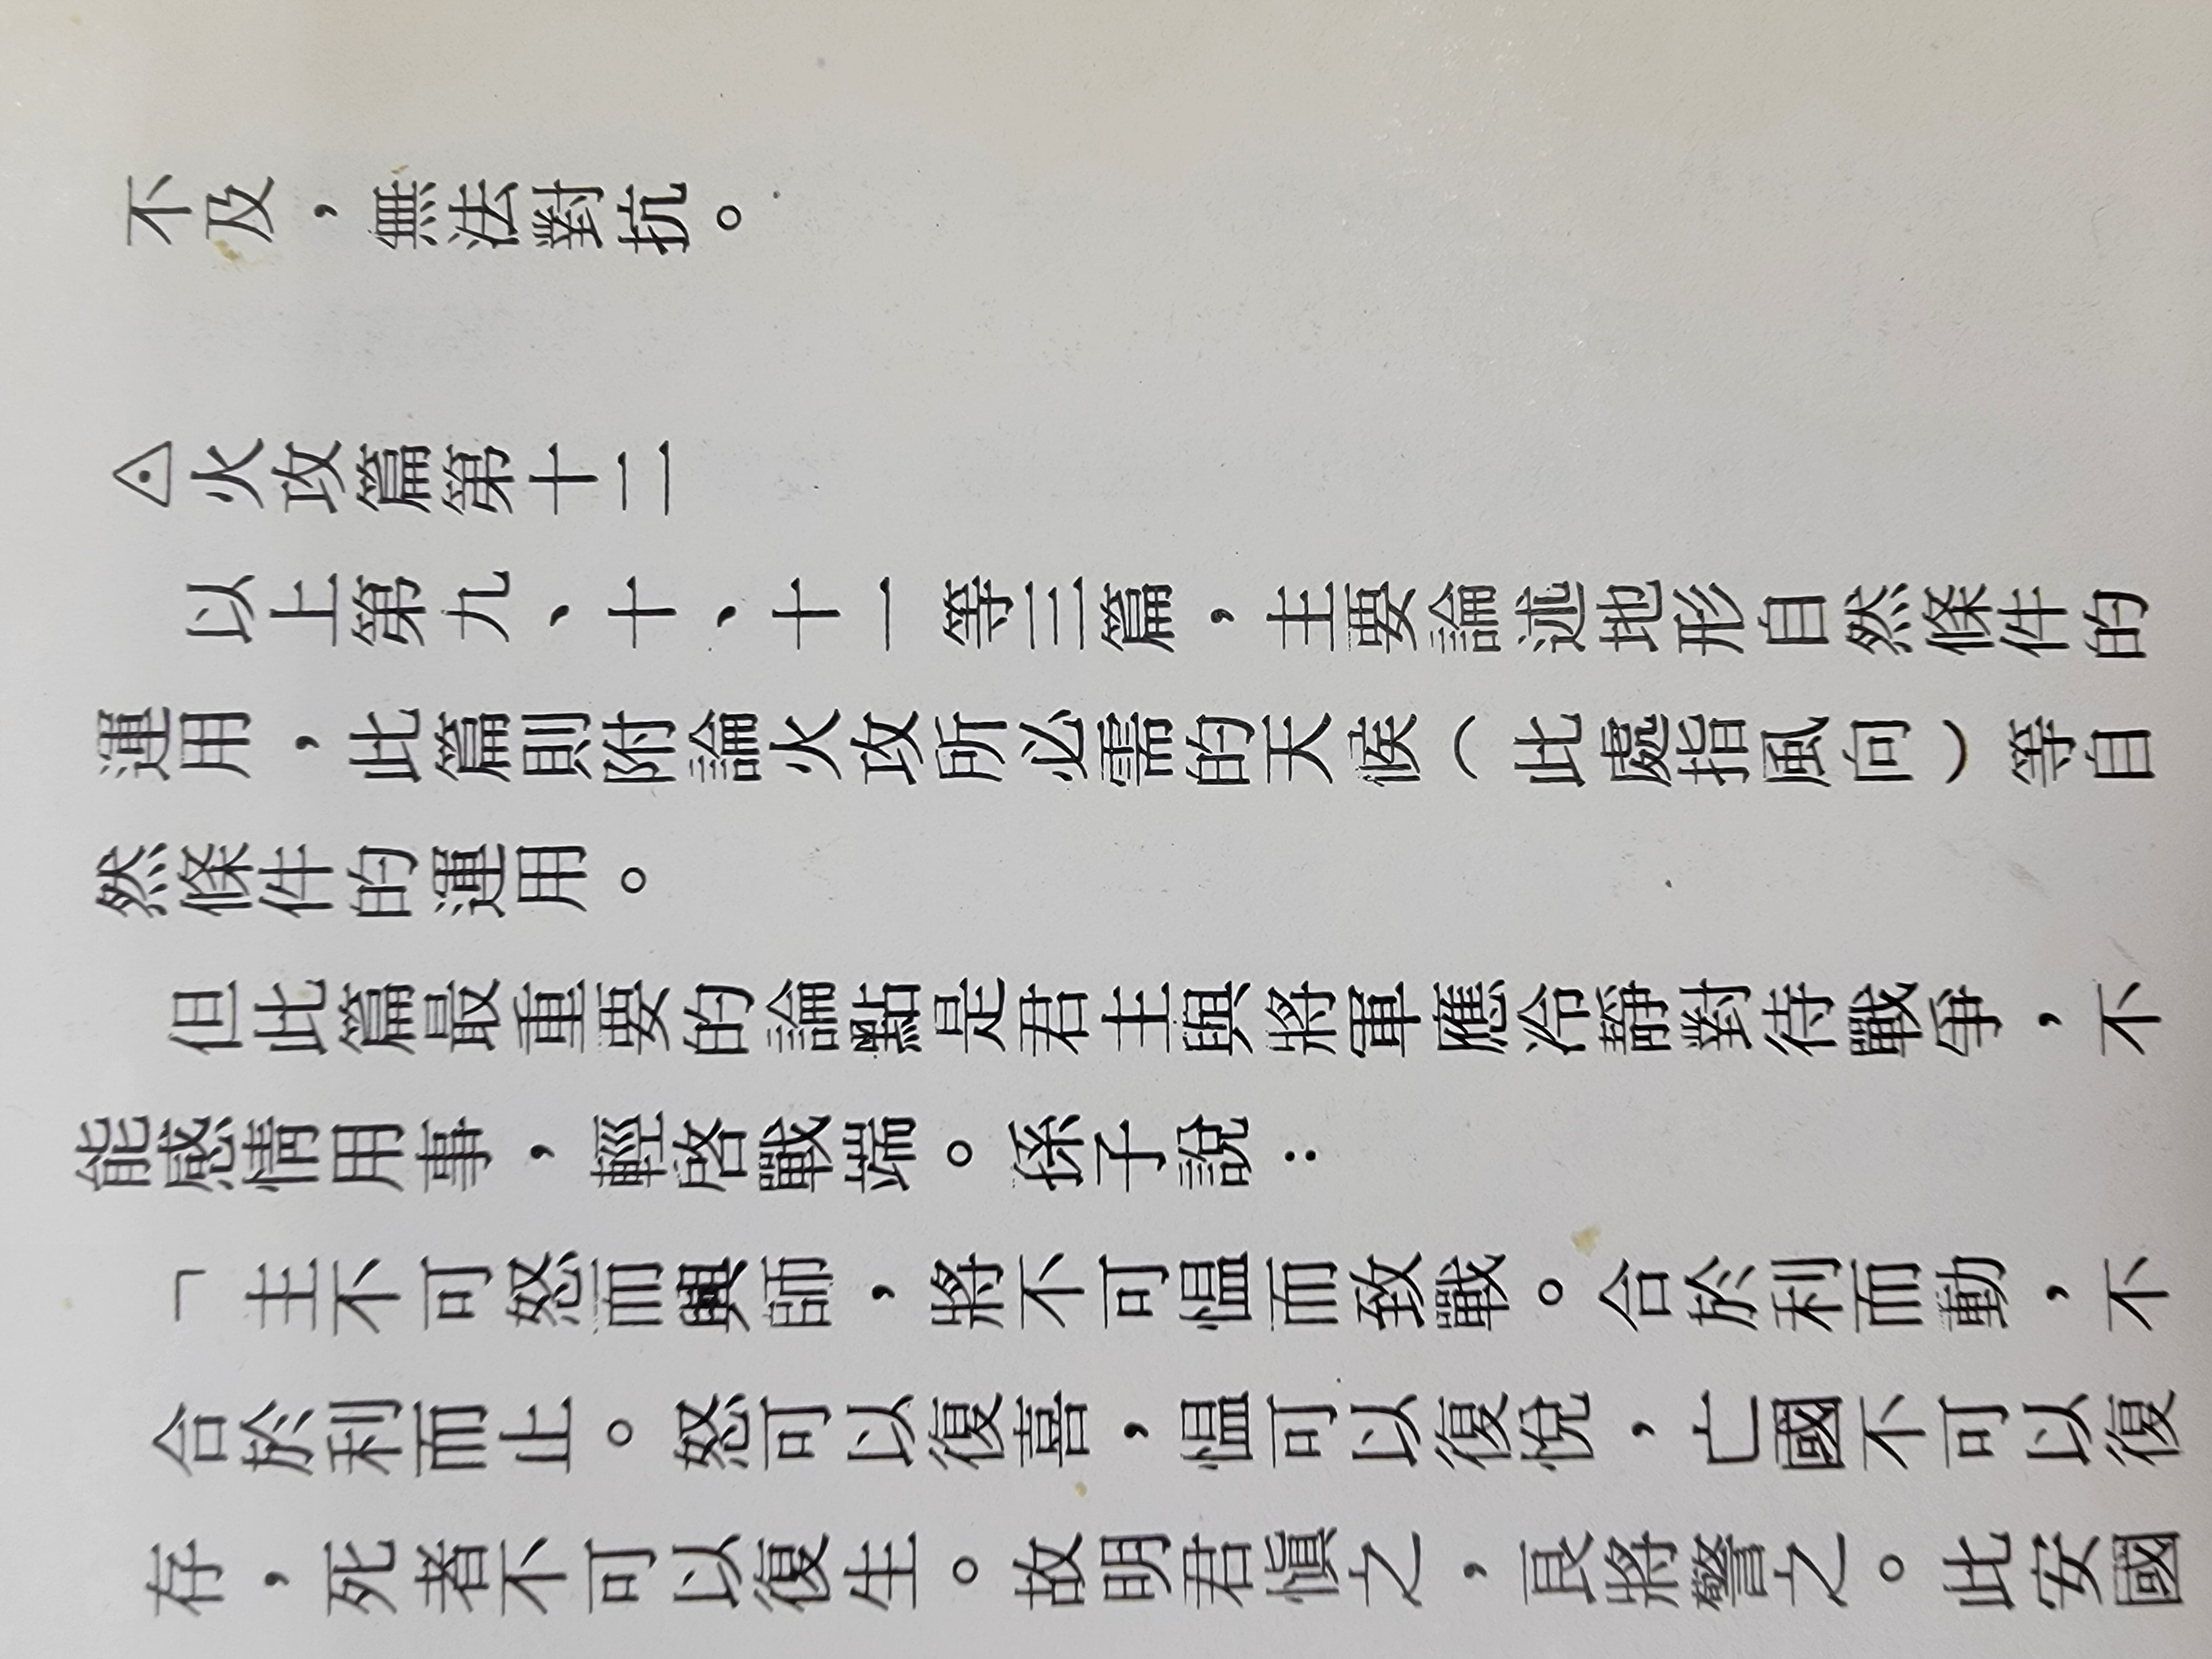 不及，無法對抗。
◬火攻篇第十二
以上第九、十、十一等三篇，主要論述地形自然條件的
運用，此篇則附論火攻所必需的天候（此處指風向）等自
然條件的運用。
但此篇最重要的論點是君主與將軍應冷靜對待戰爭，不
能感情用事，輕啓戰端。孫子說：
「主不可怒而興師，將不可愠而致戰。合於利而動，不
合於利而止。怒可以復喜，愠可以復悅，亡國不可以復
存，死者不可以復生。故明君愼之，良將警之。此安國